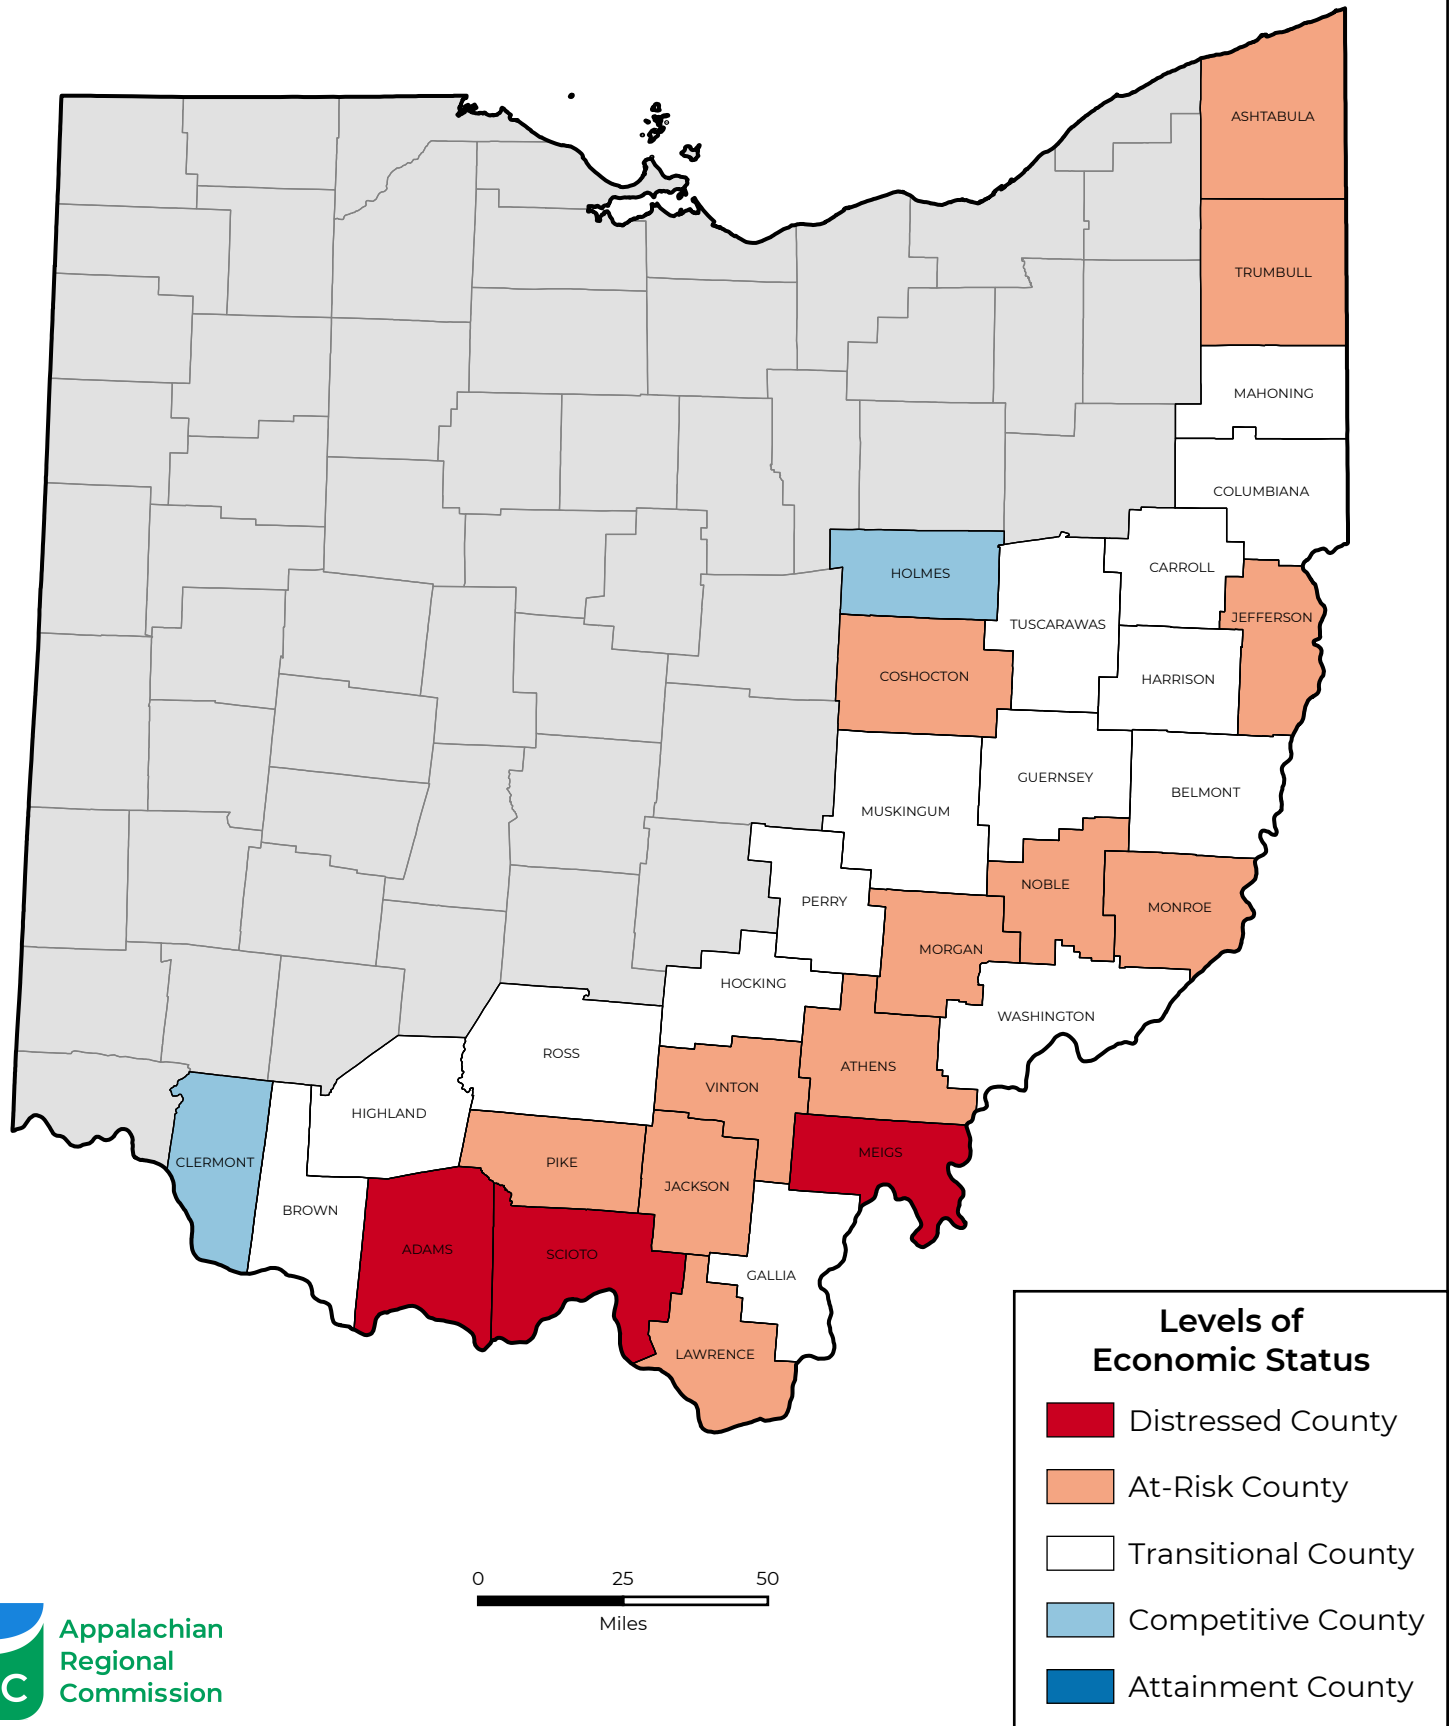 ASHTABULA
TRUMBULL
MAHONING
COLUMBIANA
HOLMES
CARROLL
JEFFERSON
TUSCARAWAS
COSHOCTON
HARRISON
GUERNSEY
BELMONT
MUSKINGUM
NOBLE
PERRY
MONROE
MORGAN
HOCKING
WASHINGTON
ROSS
ATHENS
VINTON
HIGHLAND
MEIGS
CLERMONT
PIKE
JACKSON
BROWN
ADAMS
SCIOTO
GALLIA
LAWRENCE
Levels of
Economic Status
Distressed County
At-Risk County
Transitional County
Competitive County
Attainment County
0 25 50
Miles
C
Appalachian
Regional
Commission